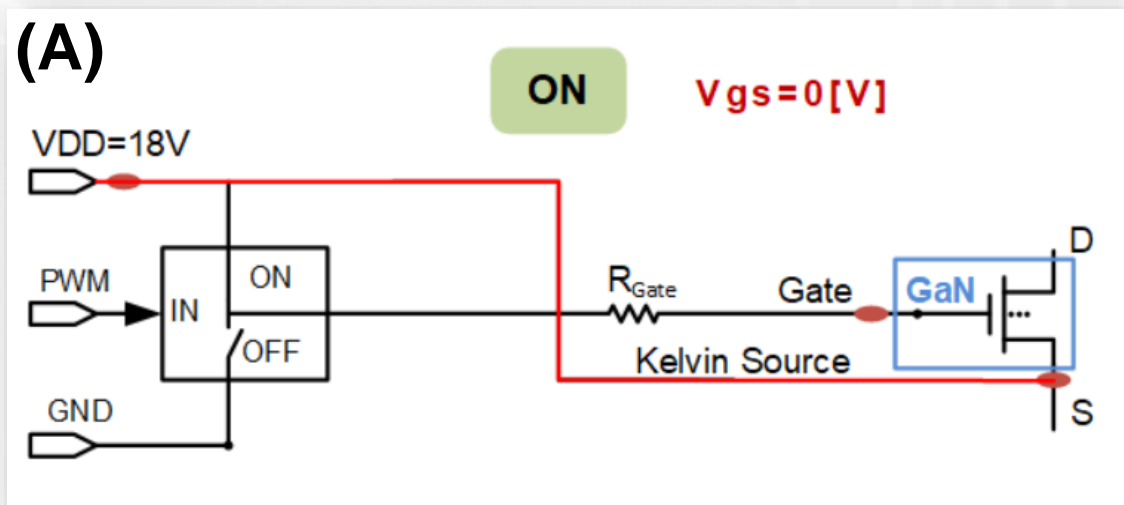 (A)
ON
Vgs=0[V]
VDD=18V
PWM
IN
ON
OFF
GND
RGate
Gate
Kelvin Source
GaN
D
S